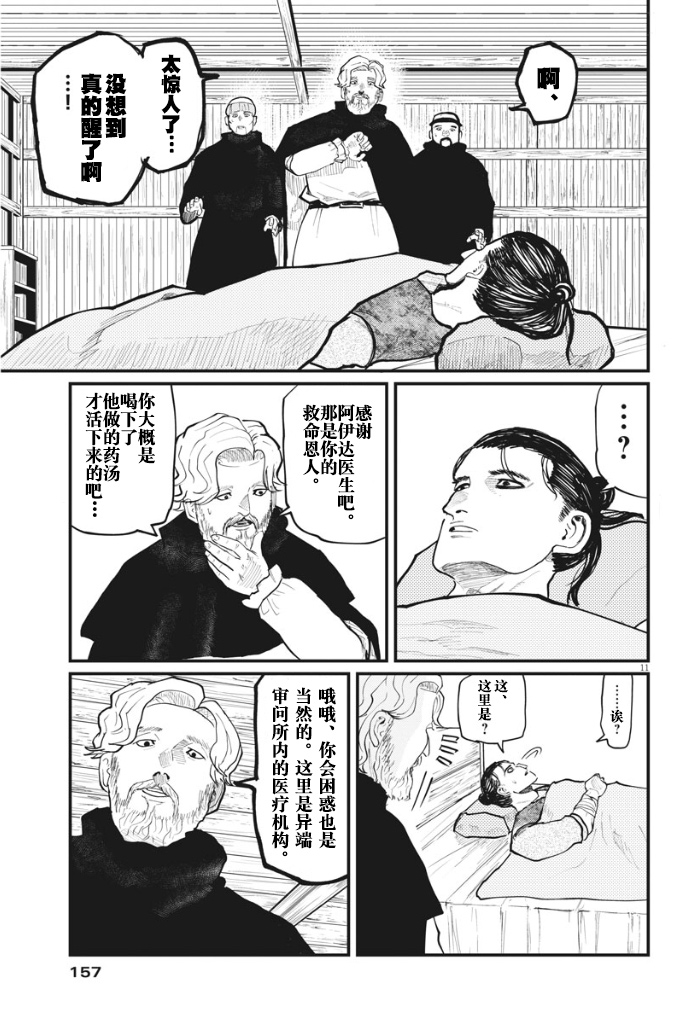 啊、
太惊人了…
没想到
真的醒了啊
…！
…？
感谢
阿伊达医生吧。
那是你的
救命恩人。
你大概是
喝下了
他做的药汤
才活下来的吧…
11
……诶？
这、
这里是？
哦哦、你会困惑也是
当然的。这里是异端
审问所内的医疗机构。
157